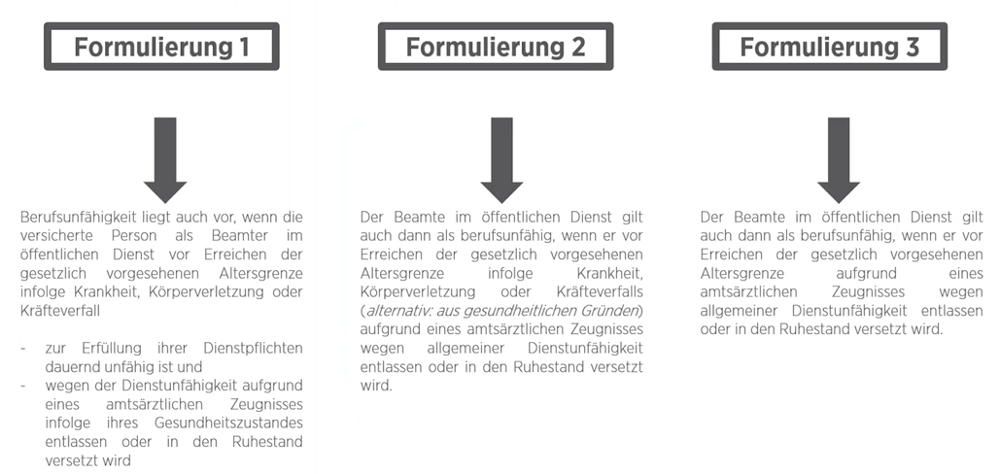 Formulierung 1
Berufsunfähigkeit liegt auch vor, wenn die
versicherte Person als Beamter im
öffentlichen Dienst vor Erreichen der
gesetzlich vorgesehenen Altersgrenze
infolge Krankheit, Körperverletzung oder
Kräfteverfall
- zur Erfüllung ihrer Dienstpflichten
dauernd unfähig ist und
- wegen der Dienstunfähigkeit aufgrund
eines amtsärztlichen Zeugnisses
infolge ihres Gesundheitszustandes
entlassen oder in den Ruhestand
versetzt wird
Formulierung 2
Der Beamte im öffentlichen Dienst gilt
auch dann als berufsunfähig, wenn er vor
Erreichen der gesetzlich vorgesehenen
Altersgrenze infolge Krankheit,
Körperverletzung oder Kräfteverfalls
(alternativ: aus gesundheitlichen Gründen)
aufgrund eines amtsärztlichen Zeugnisses
wegen allgemeiner Dienstunfähigkeit
entlassen oder in den Ruhestand versetzt
wird.
Formulierung 3
Der Beamte im öffentlichen Dienst gilt
auch dann als berufsunfähig, wenn er vor
Erreichen der gesetzlich vorgesehenen
Altersgrenze aufgrund eines
amtsärztlichen Zeugnisses wegen
allgemeiner Dienstunfähigkeit entlassen
oder in den Ruhestand versetzt wird.